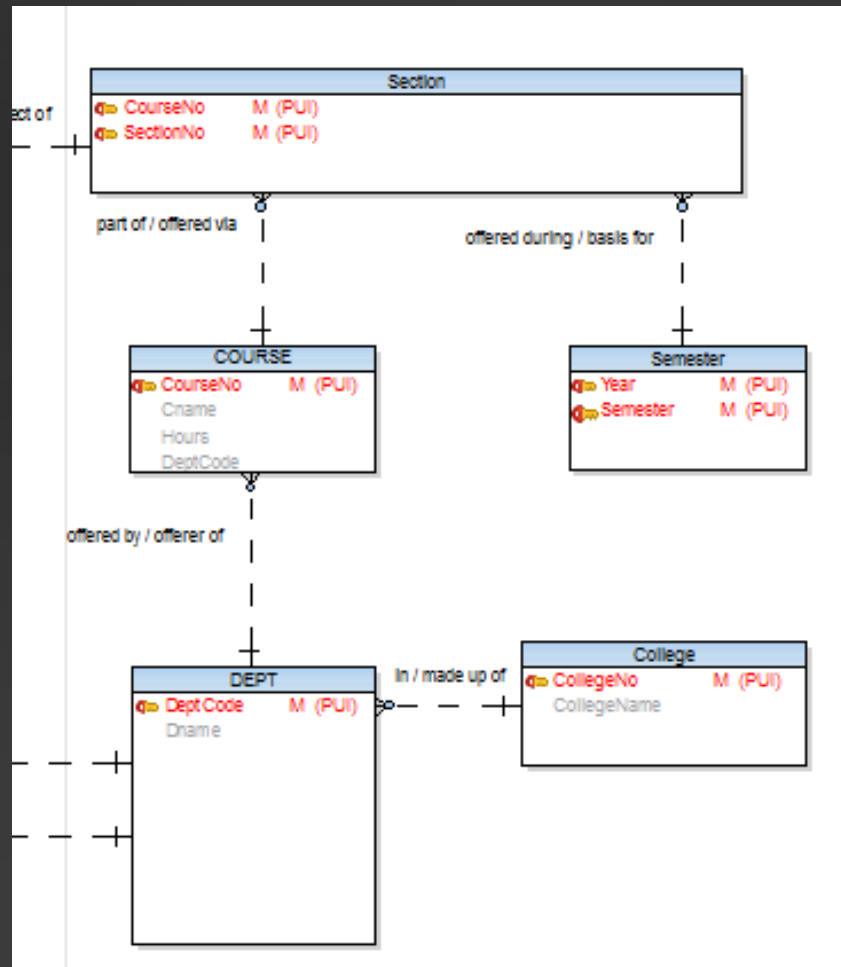 Section
ect of
CourseNo M (PUI)
SectionNo M (PUI)
part of / offered via
offered during / basis for
COURSE
CourseNo M (PUI)
Cname
Hours
DeptCode
Semester
Year M (PUI)
Semester M (PUI)
offered by / offerer of
DEPT
DeptCode M (PUI)
Dname
in / made up of
College
CollegeNo M (PUI)
CollegeName